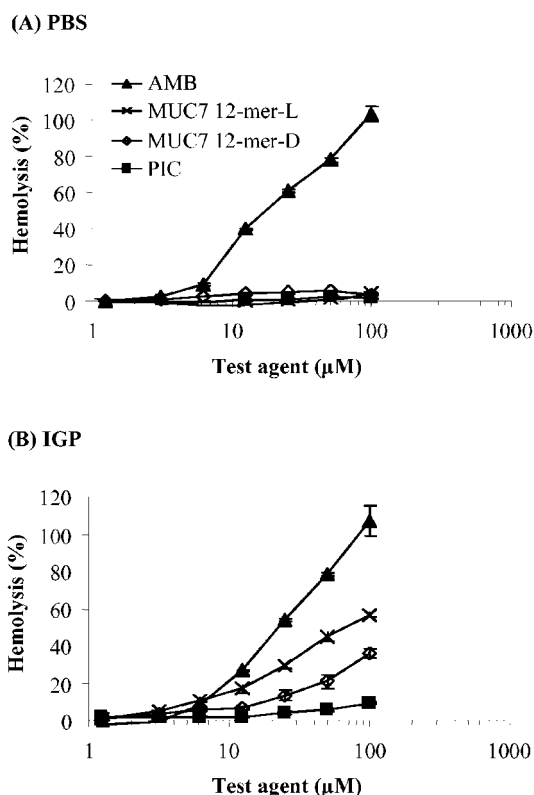 (A) PBS
120
100
80
60
40
20
0
Hemolysis (%)
AMB
MUC7 12-mer-L
MUC7 12-mer-D
PIC
1
10
100
1000
Test agent (µM)
(B) IGP
120
100
80
60
40
20
0
Hemolysis (%)
1
10
100
1000
Test agent (µM)